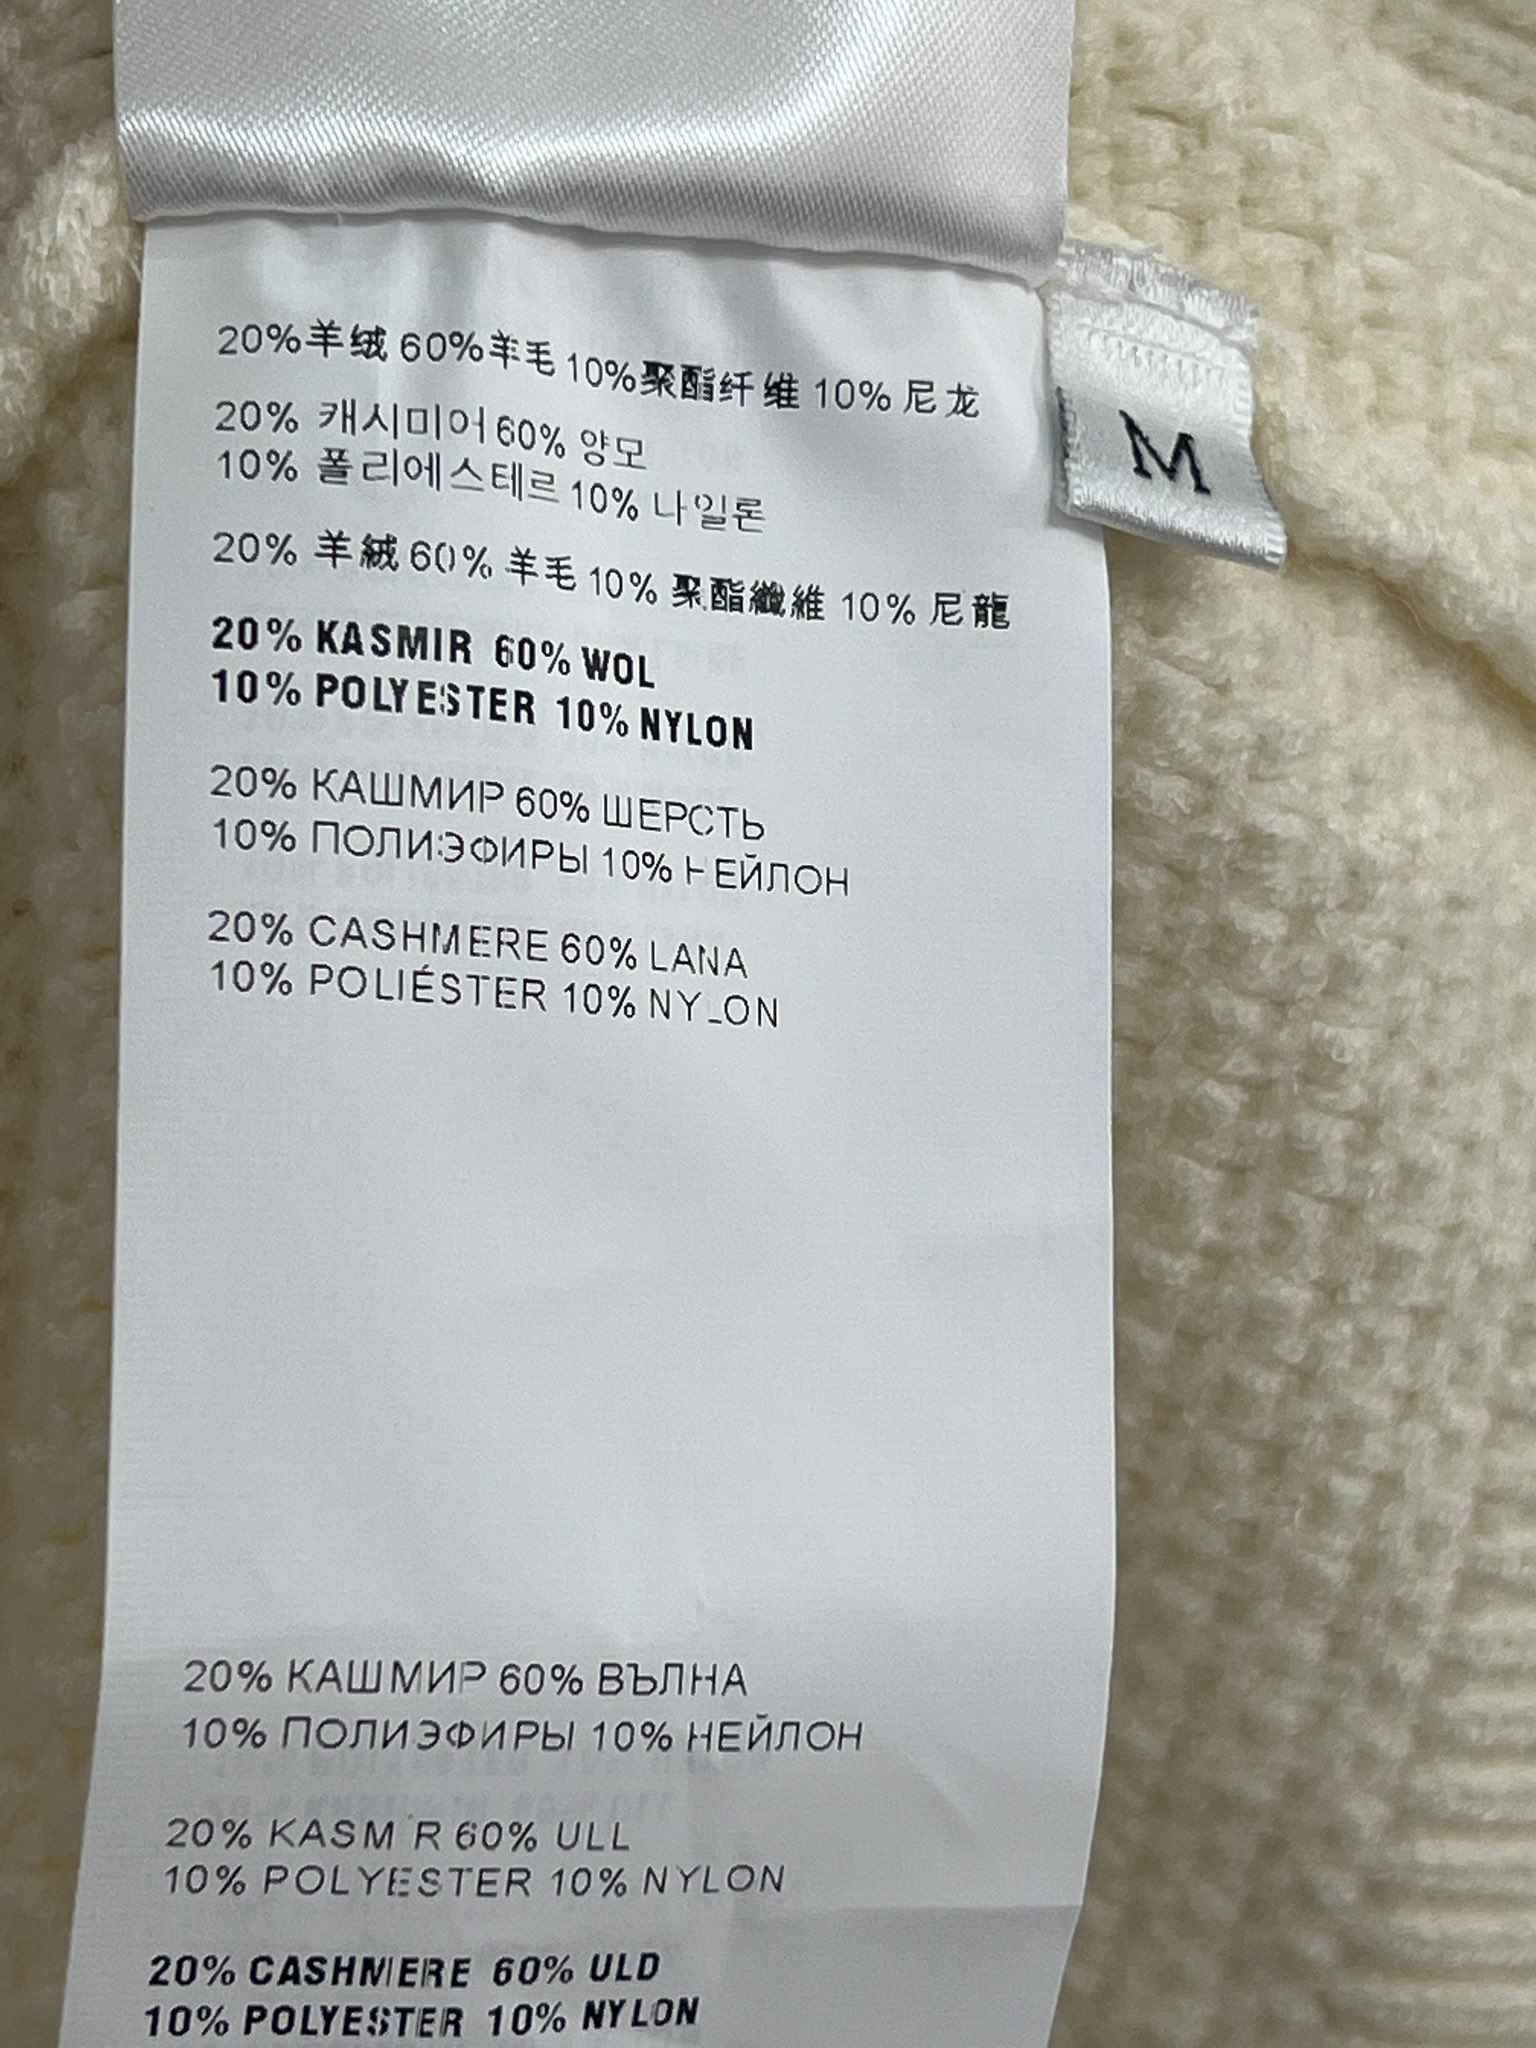 20%羊绒 60%羊毛 10%聚酯纤维 10% 尼龙
M
20% 캐시미어 60% 양모
10% 폴리에스테르 10% 나일론
20% 羊絨 60% 羊毛 10% 聚酯纖維 10% 尼龍
20% KASMIR 60% WOL
10% POLYESTER 10% NYLON
20% КАШМИР 60% ШЕРСТЬ
10% ПОЛИЭФИРЫ 10% НЕЙЛОН
20% CASHMERE 60% LANA
10% POLIÉSTER 10% NYLON
20% КАШМИР 60% ВЪЛНА
10% ПОЛИЭФИРЫ 10% НЕЙЛОН
20% KASMIR 60% ULL
10% POLYESTER 10% NYLON
20% CASHMERE 60% ULD
10% POLYESTER 10% NYLON